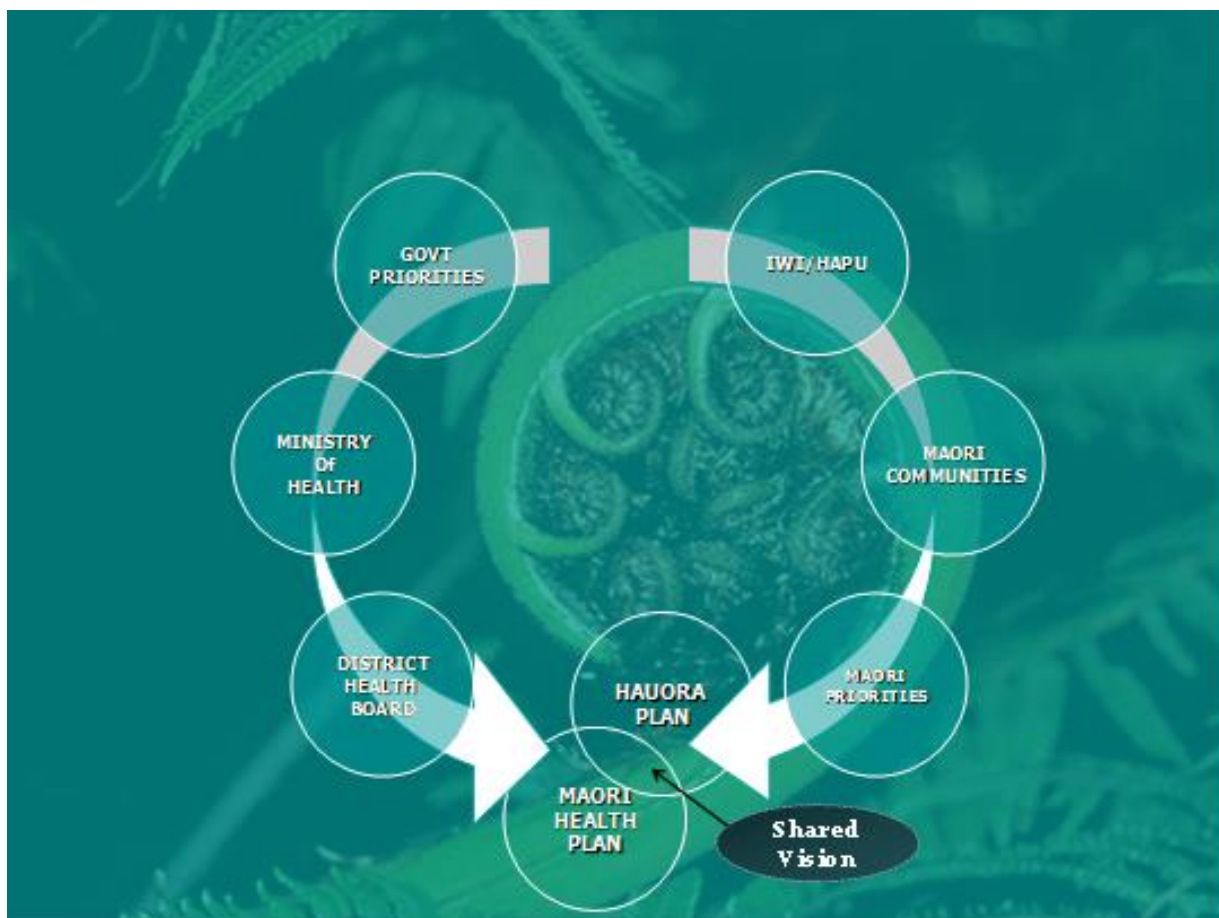 GOVT
PRIORITIES
IWI/HAPU
MINISTRY
Of
HEALTH
MAORI
COMMUNITIES
DISTRICT
HEALTH
BOARD
HAUORA
PLAN
MAORI
PRIORITIES
MAORI
HEALTH
PLAN
Shared
Vision